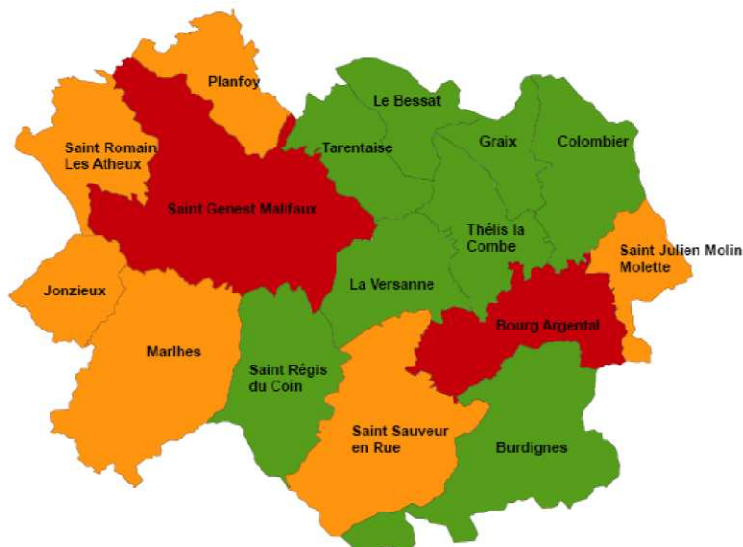 Planfoy
Le Bessat
Saint Romain
Les Atheux
Tarentaise
Graix
Colombier
Saint Genest Malifaux
Thélis la
Combe
Saint Julien Molin
Molette
Jonzieux
La Versanne
Bourg Argental
Marlhes
Saint Régis
du Coin
Saint Sauveur
en Rue
Burdignes